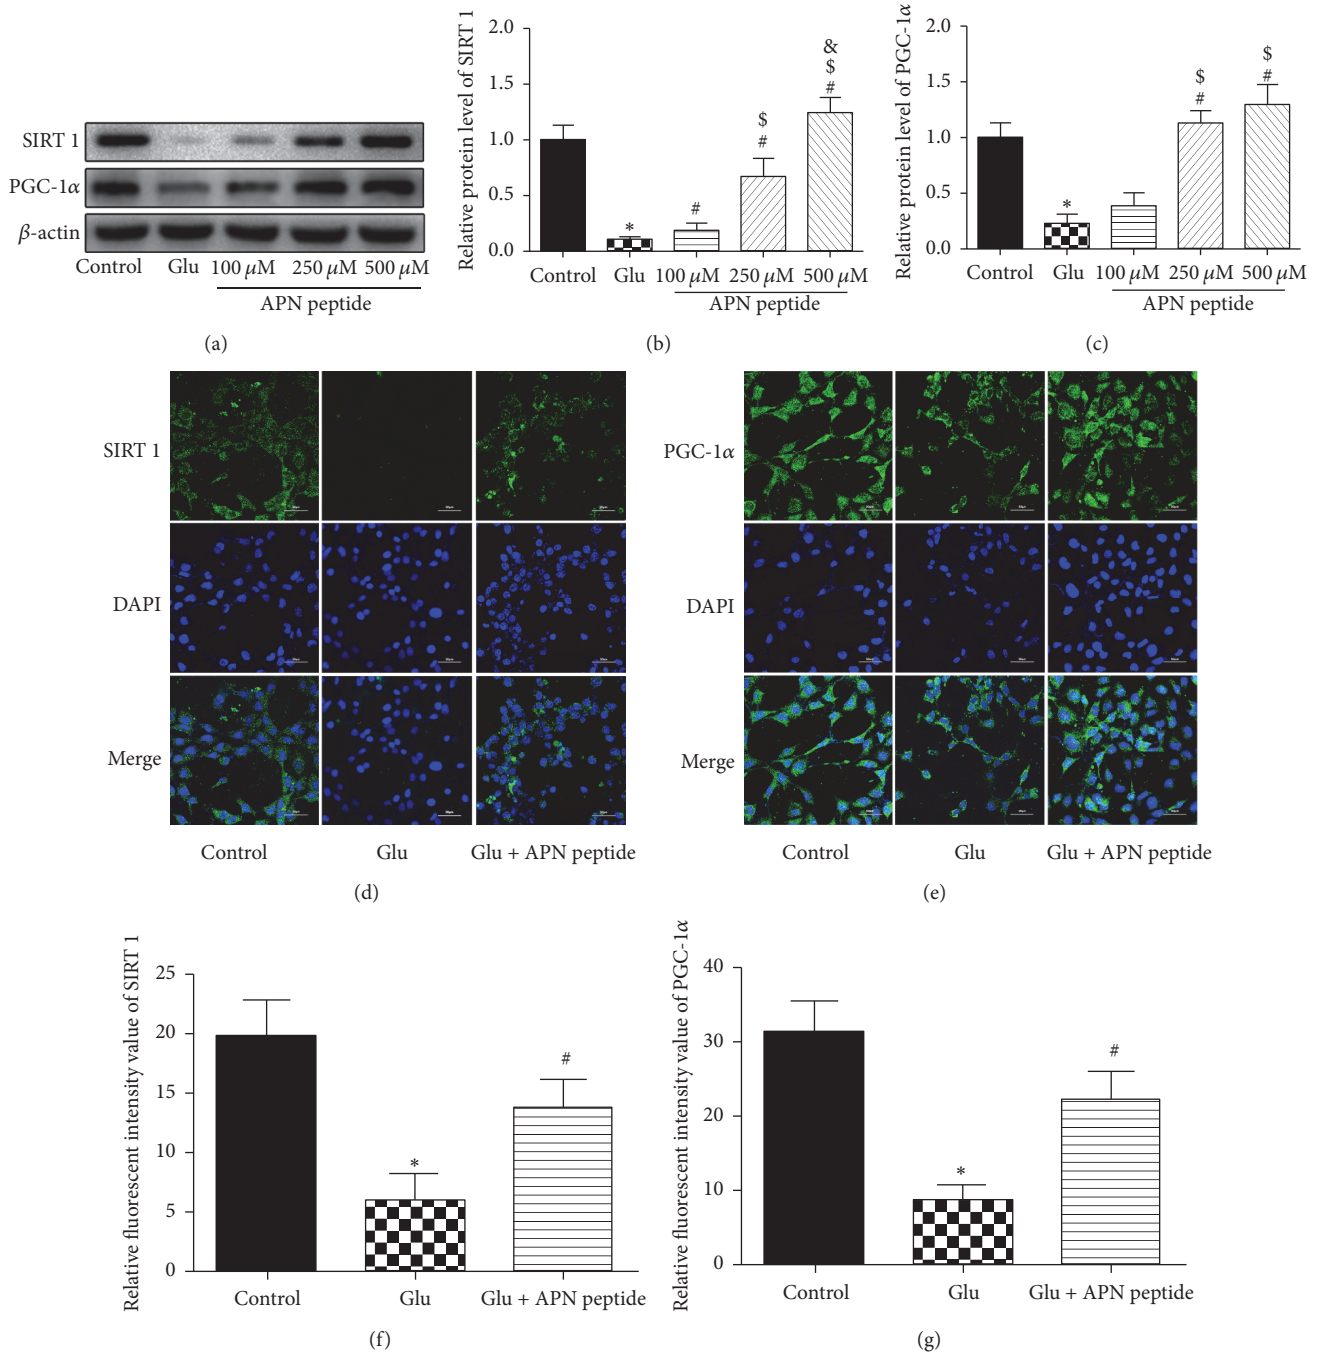 SIRT 1
PGC-1α
β-actin
Control Glu 100 μM 250 μM 500 μM
APN peptide
(a)
Relative protein level of SIRT 1
2.0
1.5
1.0
0.5
0.0
*
#
$
#
&
$
#
Control Glu 100 μM 250 μM 500 μM
APN peptide
(b)
Relative protein level of PGC-1α
2.0
1.5
1.0
0.5
0.0
*
$
#
$
#
Control Glu 100 μM 250 μM 500 μM
APN peptide
(c)
SIRT 1
DAPI
Merge
Control Glu Glu + APN peptide
(d)
PGC-1α
DAPI
Merge
Control Glu Glu + APN peptide
(e)
Relative fluorescent intensity value of SIRT 1
25
20
15
10
5
0
*
#
Control Glu Glu + APN peptide
(f)
Relative fluorescent intensity value of PGC-1α
40
30
20
10
0
*
#
Control Glu Glu + APN peptide
(g)